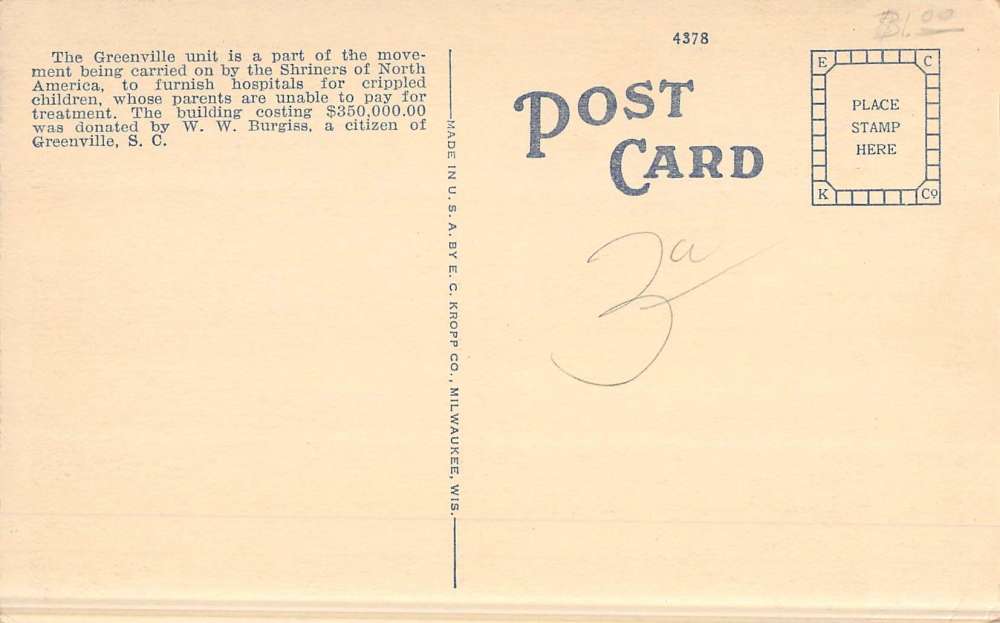 The Greenville unit is a part of the move-
ment being carried on by the Shriners of North
America, to furnish hospitals for crippled
children, whose parents are unable to pay for
treatment. The building costing $350,000.00
was donated by W. W. Burgiss, a citizen of
Greenville, S. C.
MADE IN U. S. A. BY E. C. KROPP CO., MILWAUKEE, WIS.
4378
POST
CARD
$1.00
E C
PLACE
STAMP
HERE
K Co
3a